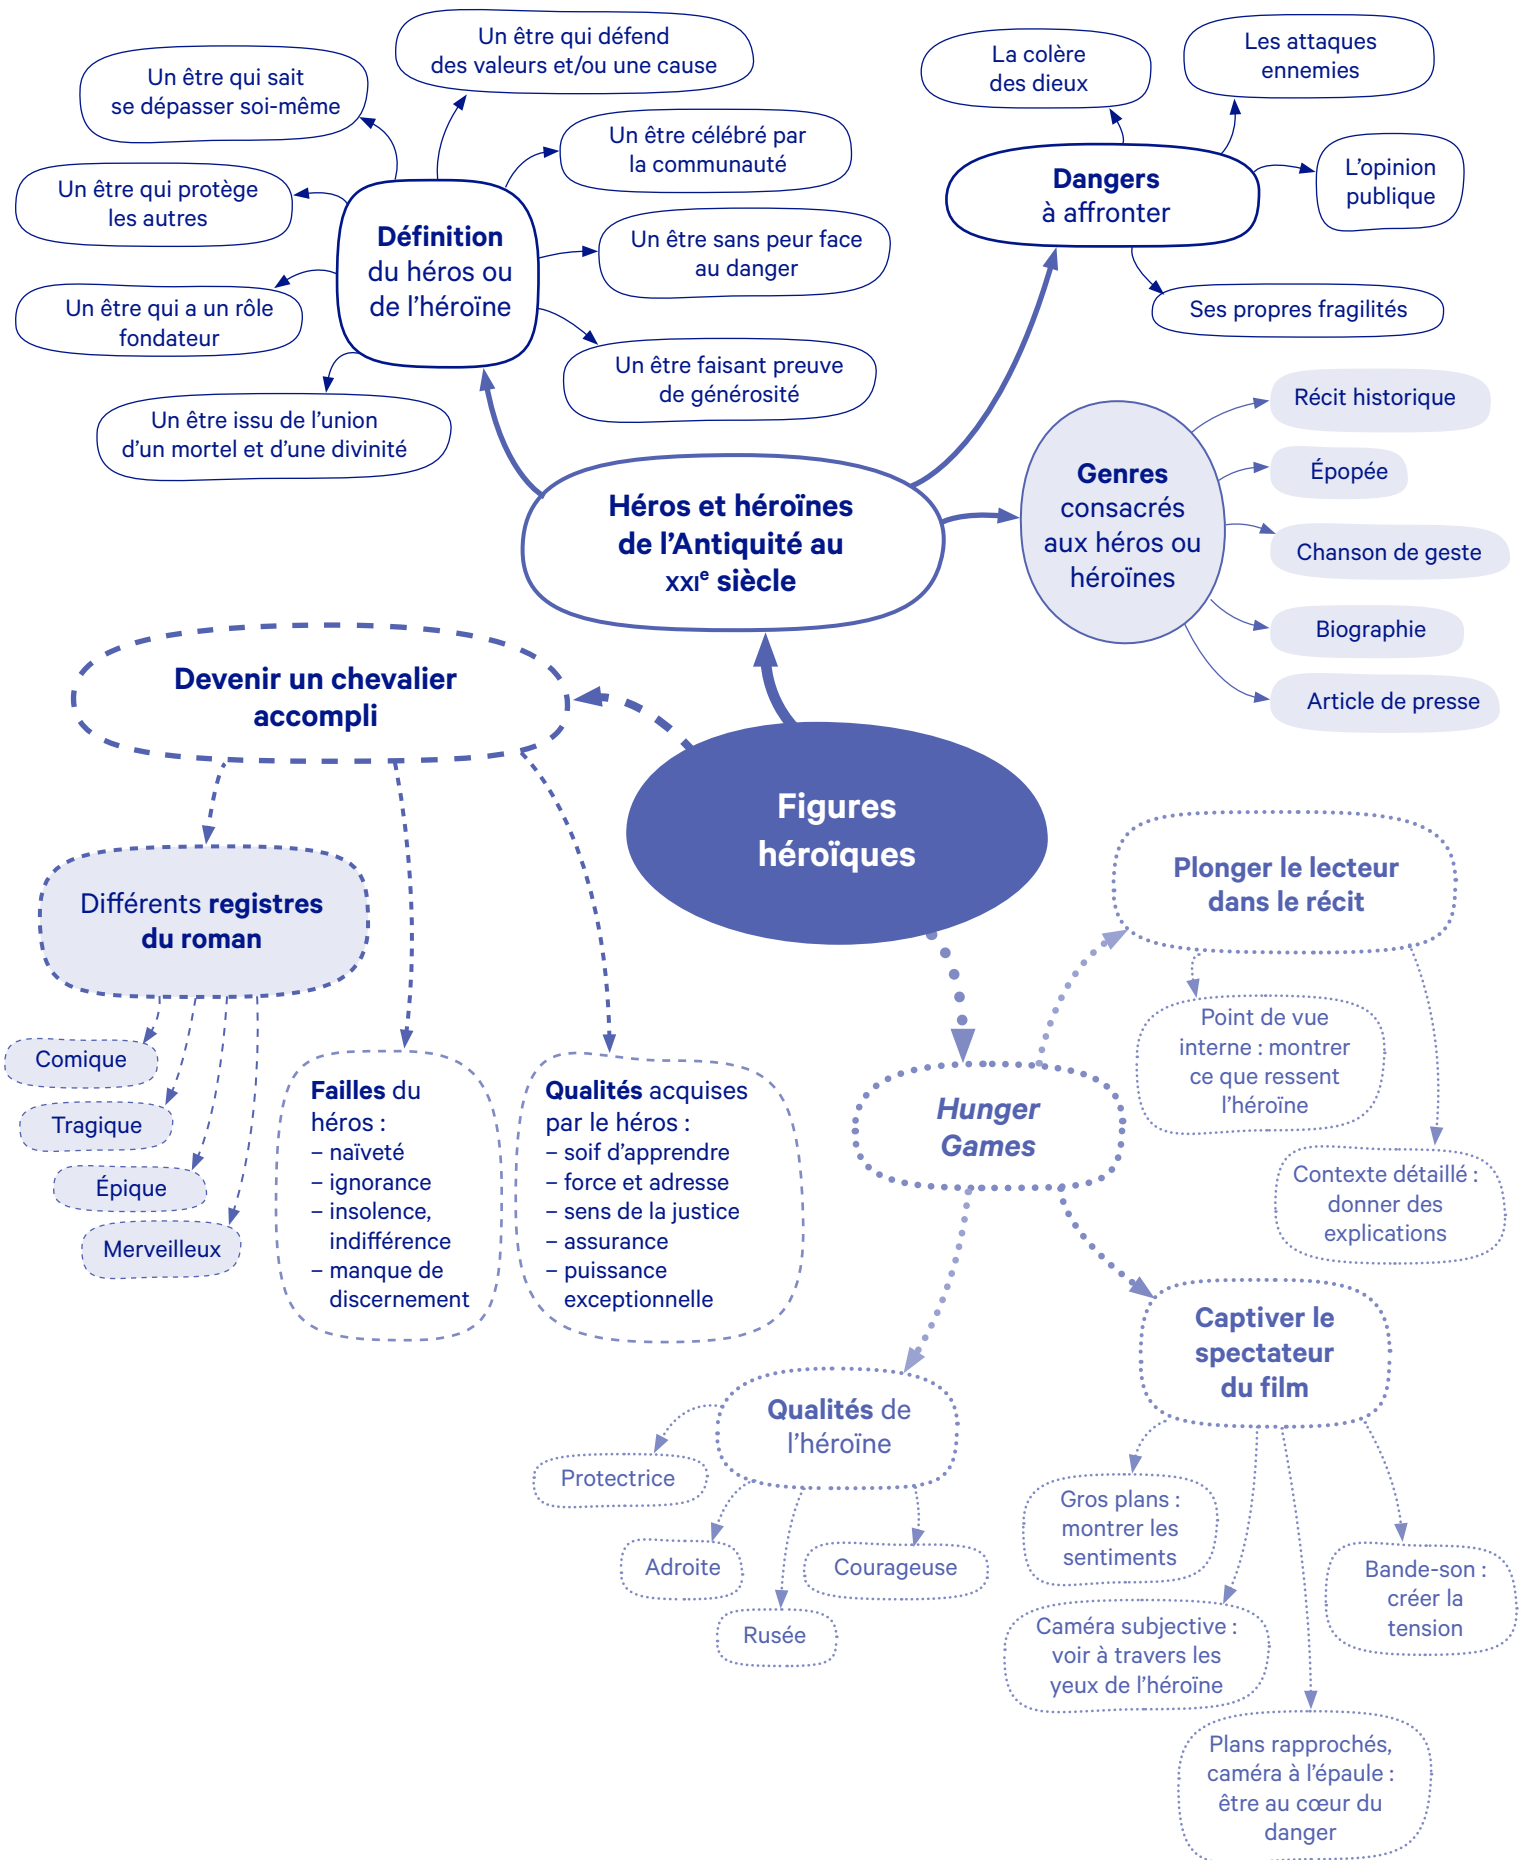 Un être qui défend
des valeurs et/ou une cause
Un être qui sait
se dépasser soi-même
Un être célébré par
la communauté
Un être qui protège
les autres
Définition
du héros ou
de l'héroïne
Un être sans peur face
au danger
Un être qui a un rôle
fondateur
Un être faisant preuve
de générosité
Un être issu de l'union
d'un mortel et d'une divinité
La colère
des dieux
Les attaques
ennemies
Dangers
à affronter
L'opinion
publique
Ses propres fragilités
Héros et héroïnes
de l'Antiquité au
XXIe siècle
Genres
consacrés
aux héros ou
héroïnes
Récit historique
Épopée
Chanson de geste
Biographie
Article de presse
Devenir un chevalier
accompli
Figures
héroïques
Différents registres
du roman
Comique
Tragique
Épique
Merveilleux
Failles du
héros :
– naïveté
– ignorance
– insolence,
indifférence
– manque de
discernement
Qualités acquises
par le héros :
– soif d'apprendre
– force et adresse
– sens de la justice
– assurance
– puissance
exceptionnelle
Plonger le lecteur
dans le récit
Point de vue
interne : montrer
ce que ressent
l'héroïne
Contexte détaillé :
donner des
explications
Hunger
Games
Captiver le
spectateur
du film
Qualités de
l'héroïne
Protectrice
Adroite
Rusée
Courageuse
Gros plans :
montrer les
sentiments
Caméra subjective :
voir à travers les
yeux de l'héroïne
Bande-son :
créer la
tension
Plans rapprochés,
caméra à l'épaule :
être au cœur du
danger